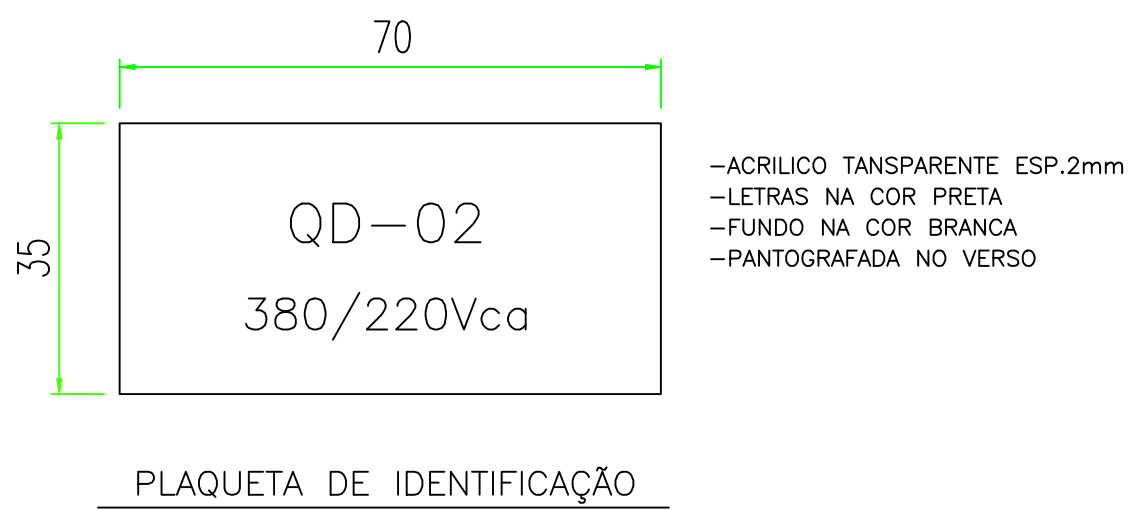 70
35
QD-02
380/220Vca
-ACRILICO TANSPARENTE ESP.2mm
-LETRAS NA COR PRETA
-FUNDO NA COR BRANCA
-PANTOGRAFADA NO VERSO
PLAQUETA DE IDENTIFICAÇÃO